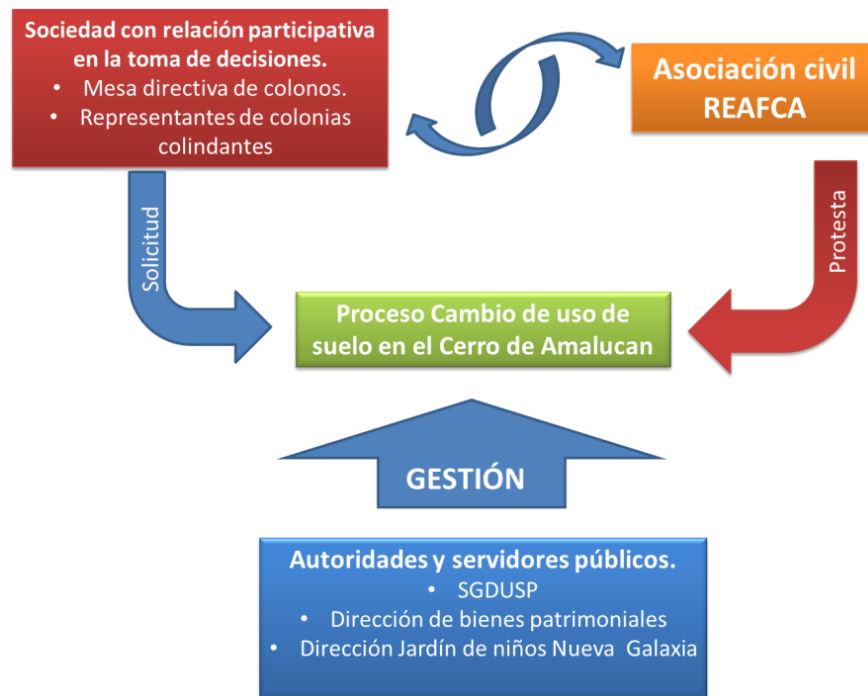 Sociedad con relación participativa
en la toma de decisiones.
• Mesa directiva de colonos.
• Representantes de colonias
colindantes
Asociación civil
REAFCA
Solicitud
Protesta
Proceso Cambio de uso de
suelo en el Cerro de Amalucan
GESTIÓN
Autoridades y servidores públicos.
• SGDUSP
• Dirección de bienes patrimoniales
• Dirección Jardín de niños Nueva Galaxia